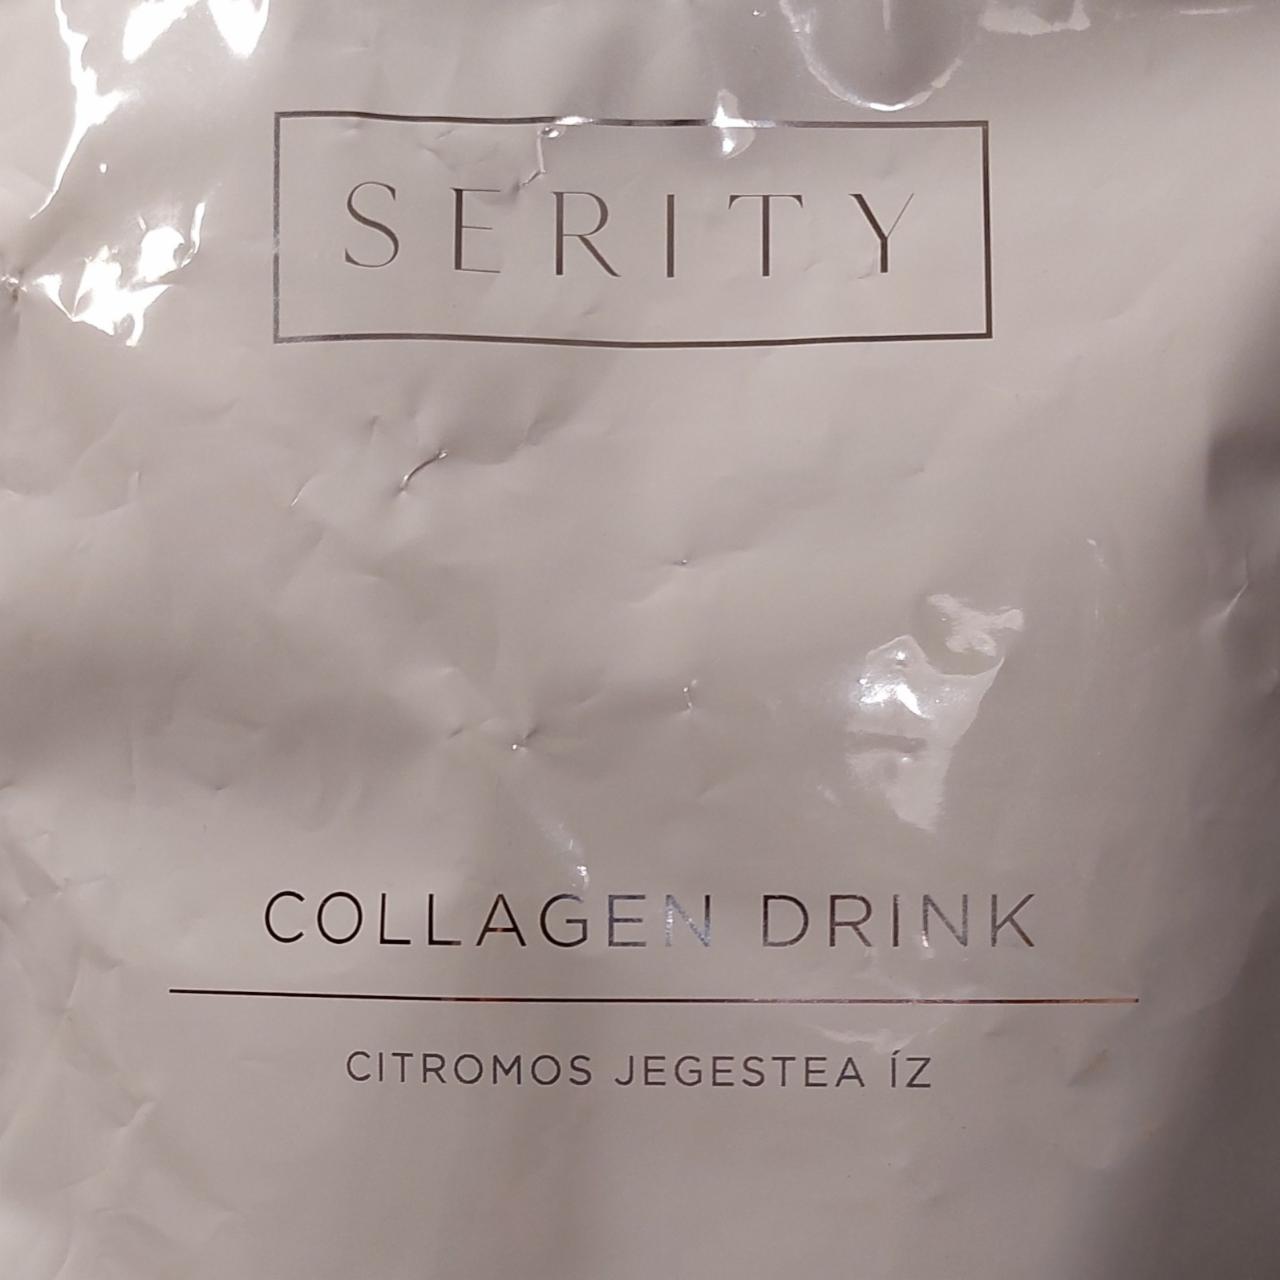 SERITY
COLLAGEN DRINK
CITROMOS JEGESTEA ÍZ